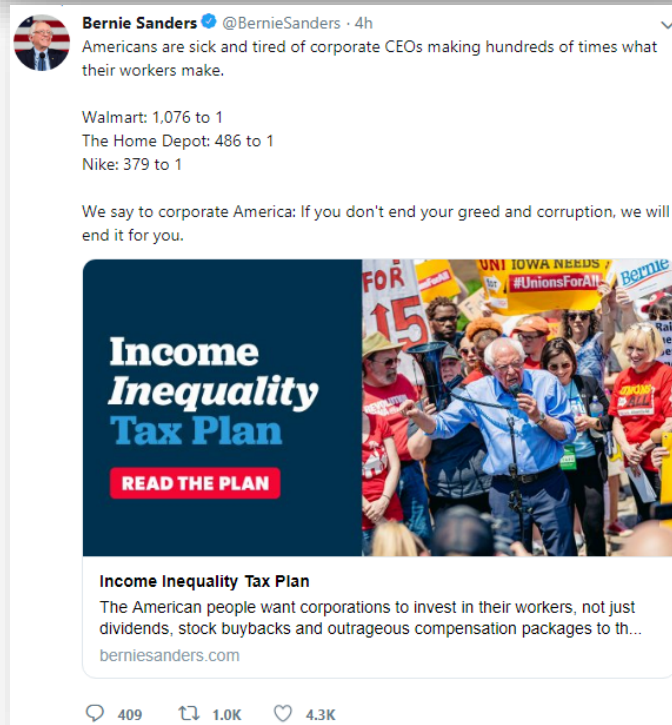 Bernie Sanders @BernieSanders · 4h
Americans are sick and tired of corporate CEOs making hundreds of times what
their workers make.
Walmart: 1,076 to 1
The Home Depot: 486 to 1
Nike: 379 to 1
We say to corporate America: If you don't end your greed and corruption, we will
end it for you.
Income
Inequality
Tax Plan
READ THE PLAN
FOR
15
IOWA NEEDS
#UnionsForAll
Bernie
Income Inequality Tax Plan
The American people want corporations to invest in their workers, not just
dividends, stock buybacks and outrageous compensation packages to th...
berniesanders.com
409 1.0K 4.3K